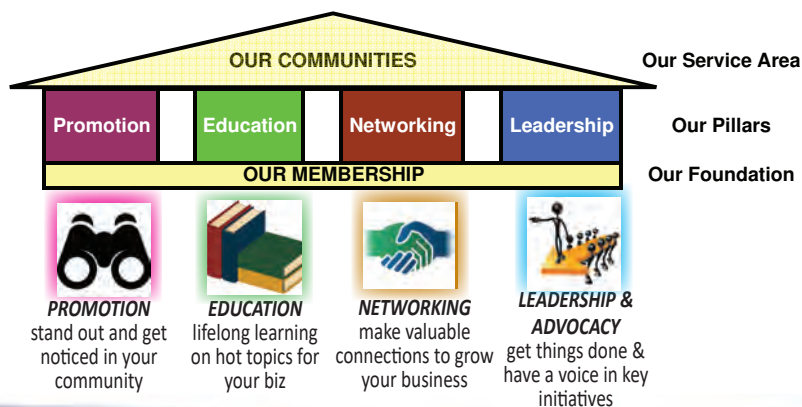 OUR COMMUNITIES
Our Service Area
Promotion
Education
Networking
Leadership
Our Pillars
OUR MEMBERSHIP
Our Foundation
PROMOTION
stand out and get
noticed in your
community
EDUCATION
lifelong learning
on hot topics for
your biz
NETWORKING
make valuable
connections to grow
your business
LEADERSHIP &
ADVOCACY
get things done &
have a voice in key
initiatives